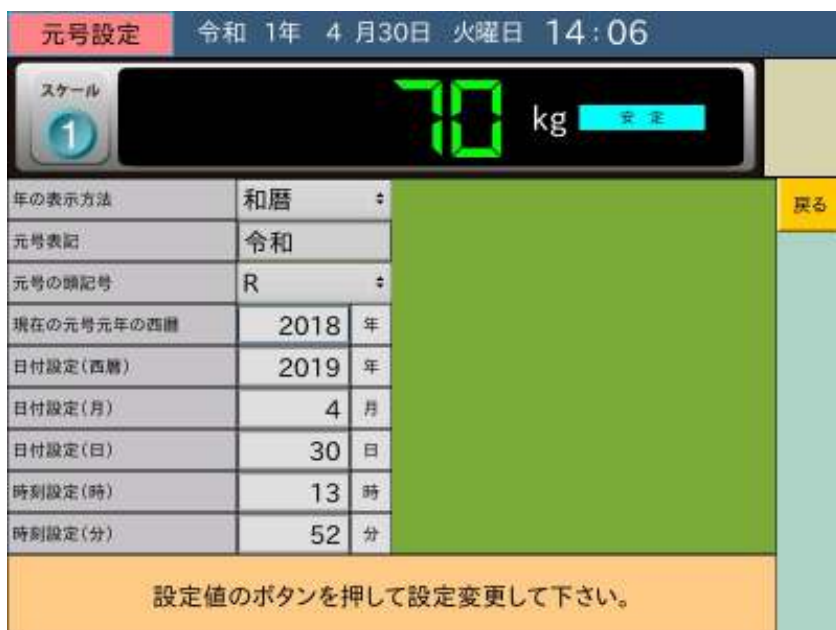 元号設定 令和 1年 4 月30日 火曜日 14:06
スケール
1
70 kg 安定
年の表示方法 和暦
戻る
元号表記 令和
元号の頭記号 R
現在の元号元年の西暦 2018 年
日付設定(西暦) 2019 年
日付設定(月) 4 月
日付設定(日) 30 日
時刻設定(時) 13 時
時刻設定(分) 52 分
設定値のボタンを押して設定変更して下さい。